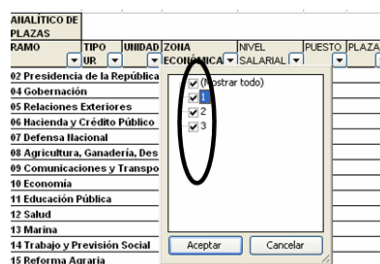 ANALÍTICO DE
PLAZAS
RAMO TIPO UR UNIDAD ZONA ECONÓMICA NIVEL SALARIAL PUESTO PLAZA
02 Presidencia de la República
04 Gobernación
05 Relaciones Exteriores
06 Hacienda y Crédito Público
07 Defensa Nacional
08 Agricultura, Ganadería, Des
09 Comunicaciones y Transpo
10 Economía
11 Educación Pública
12 Salud
13 Marina
14 Trabajo y Previsión Social
15 Reforma Agraria
(Mostrar todo)
1
2
3
Aceptar Cancelar